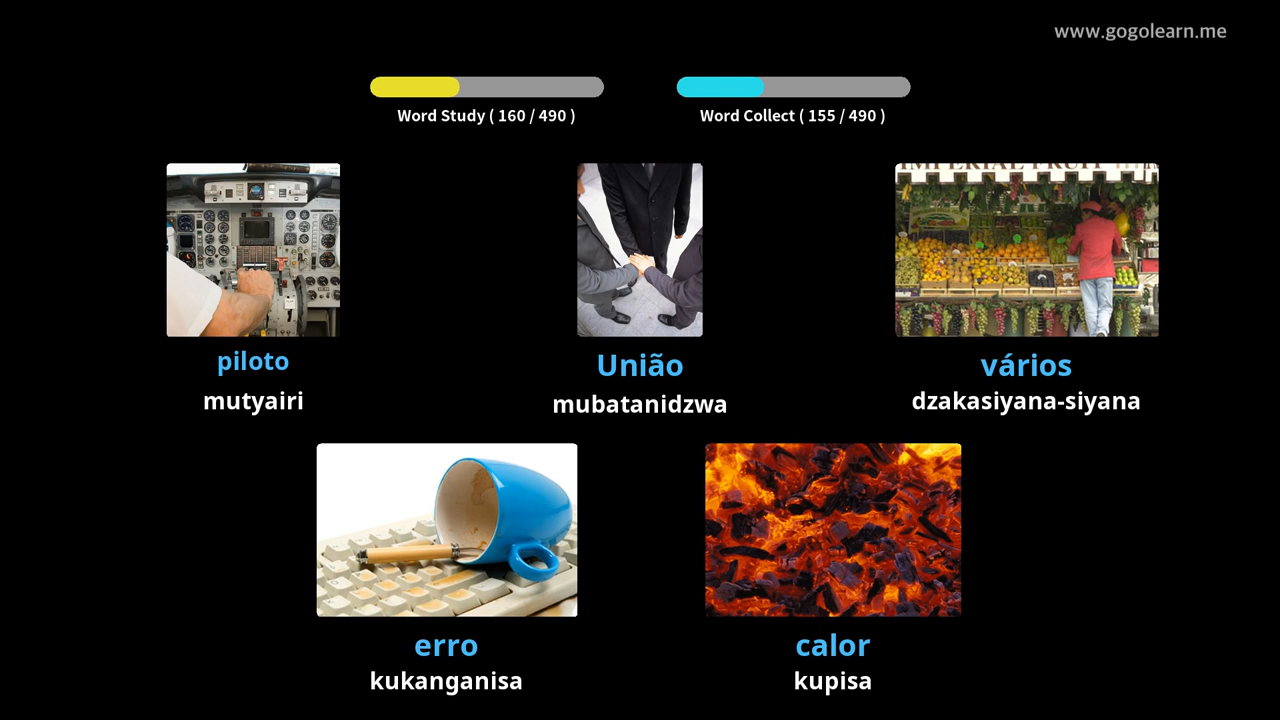 www.gogolearn.me
Word Study ( 160 / 490 )
Word Collect ( 155 / 490 )
piloto
mutyairi
União
mubatanidzwa
vários
dzakasiyana-siyana
erro
kukanganisa
calor
kupisa